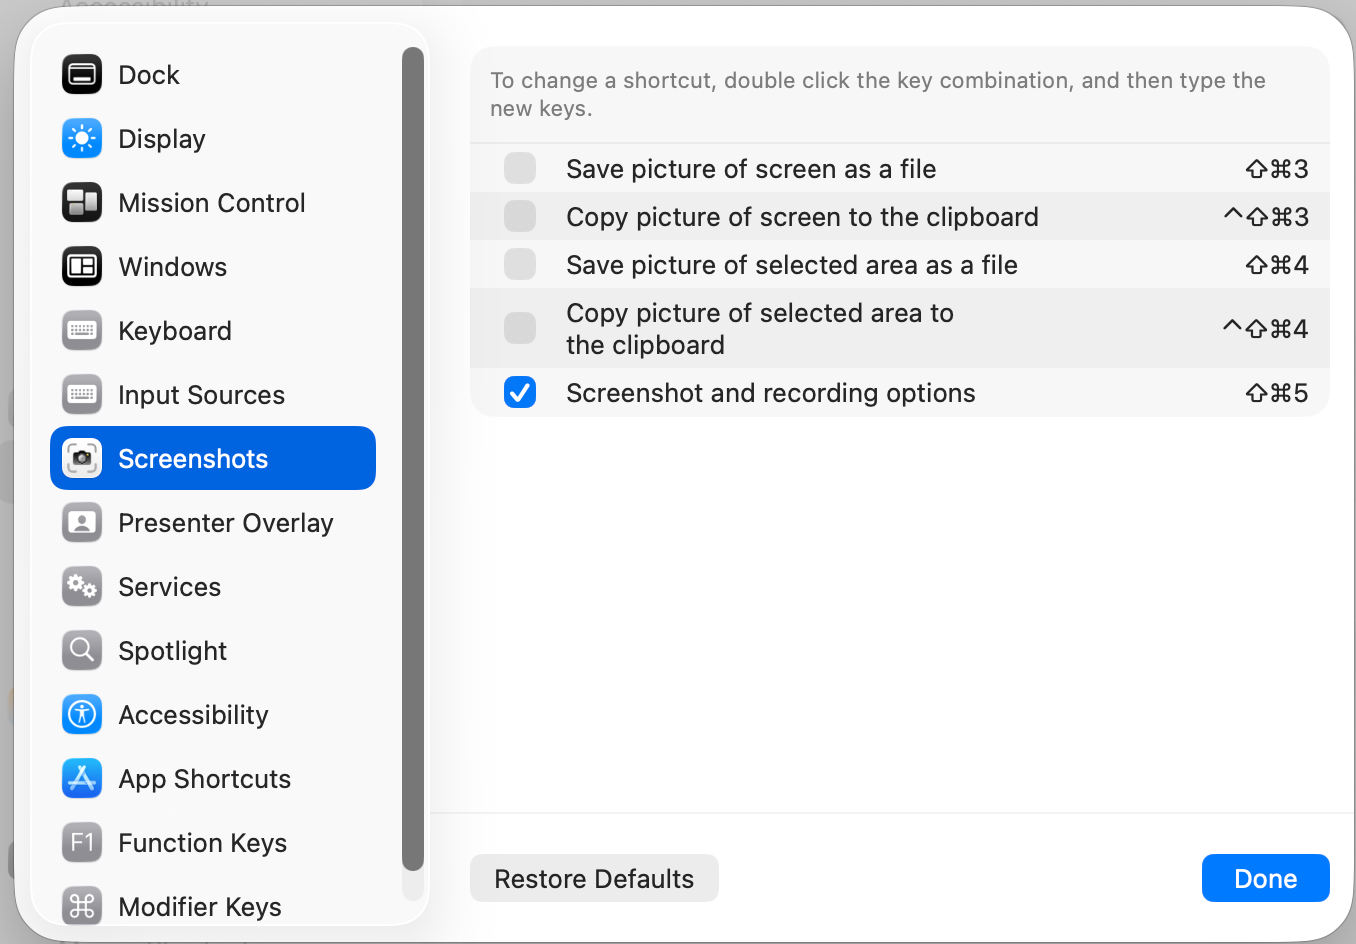 Dock
Display
Mission Control
Windows
Keyboard
Input Sources
Screenshots
Presenter Overlay
Services
Spotlight
Accessibility
App Shortcuts
F1 Function Keys
⌘ Modifier Keys
To change a shortcut, double click the key combination, and then type the
new keys.
Save picture of screen as a file ⇧⌘3
Copy picture of screen to the clipboard ^⇧⌘3
Save picture of selected area as a file ⇧⌘4
Copy picture of selected area to
the clipboard ^⇧⌘4
Screenshot and recording options ⇧⌘5
Restore Defaults
Done